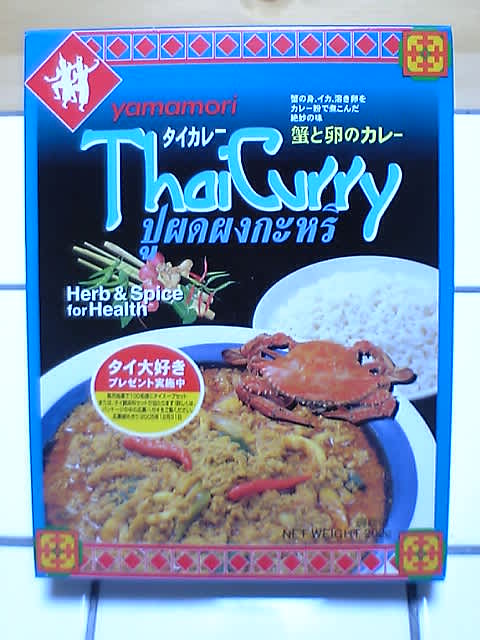 yamamori
蟹の身、イカ、溶き卵を
カレー粉で煮こんだ
絶妙の味
タイカレー
蟹と卵のカレー
Thai Curry
ปูผดผงกะหรี่
Herb & Spice
for Health
タイ大好き
プレゼント実施中
NET WEIGHT 200g